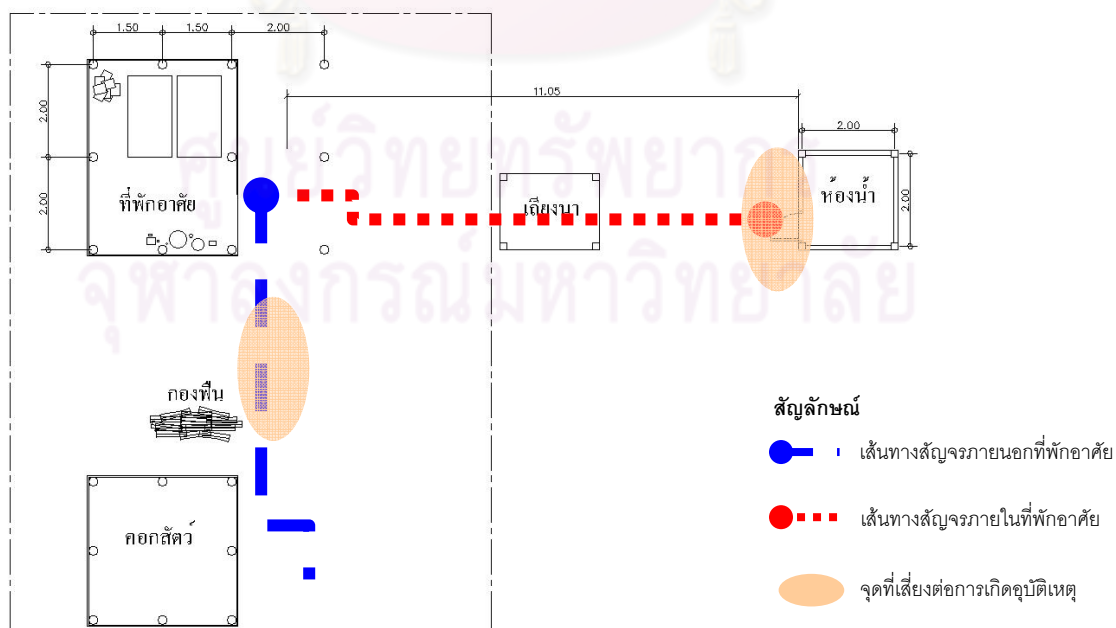 1.50 1.50 2.00
11.05
2.00
2.00
2.00
2.00
ศูนย์วิทยทรัพยากร
ที่พักอาศัย
เถียงนา
ห้องน้ำ
จุฬาลงกรณ์มหาวิทยาลัย
กองฟืน
คอกสัตว์
สัญลักษณ์
เส้นทางสัญจรภายนอกที่พักอาศัย
เส้นทางสัญจรภายในที่พักอาศัย
จุดที่เสี่ยงต่อการเกิดอุบัติเหตุ